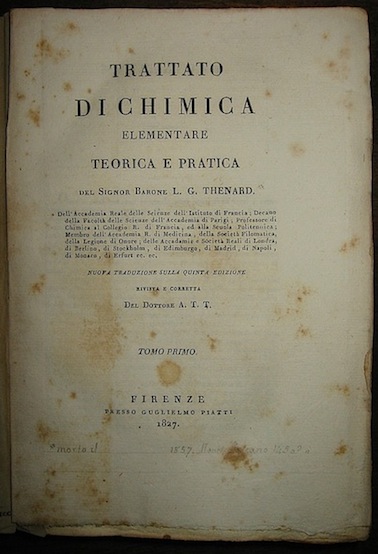 TRATTATO
DI CHIMICA
ELEMENTARE
TEORICA E PRATICA
DEL SIGNOR BARONE L. G. THENARD,
Dell'Accademia Reale delle Scienze dell'Istituto di Francia; Decano
della Facoltà delle Scienze dell'Accademia di Parigi; Professore di
Chimica al Collegio R. di Francia, ed alla Scuola Politecnica;
Membro dell'Accademia R. di Medicina, della Società Filomatica,
della Legione di Onore; delle Accademie e Società Reali di Londra,
di Berlino, di Stockholm, di Edimburgo, di Madrid, di Napoli,
di Monaco, di Erfurt ec. ec.
NUOVA TRADUZIONE SULLA QUINTA EDIZIONE
RIVISTA E CORRETTA
DEL DOTTORE A. T. T.
TOMO PRIMO.
FIRENZE
PRESSO GUGLIELMO PIATTI
1827.
morto il 1857.